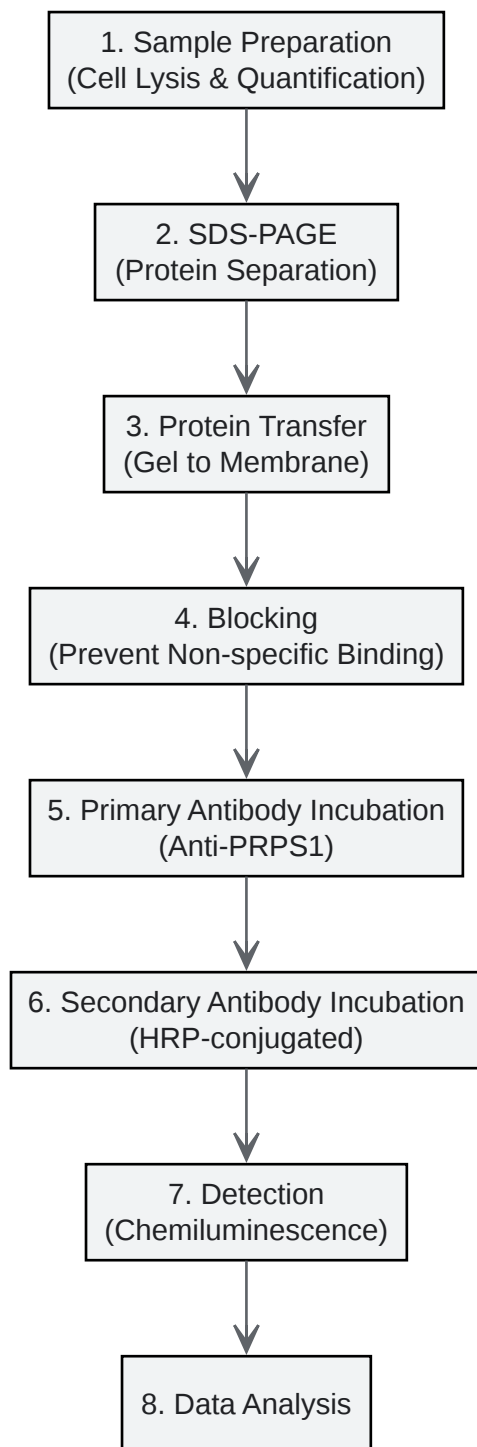 1. Sample Preparation
(Cell Lysis & Quantification)
2. SDS-PAGE
(Protein Separation)
3. Protein Transfer
(Gel to Membrane)
4. Blocking
(Prevent Non-specific Binding)
5. Primary Antibody Incubation
(Anti-PRPS1)
6. Secondary Antibody Incubation
(HRP-conjugated)
7. Detection
(Chemiluminescence)
8. Data Analysis